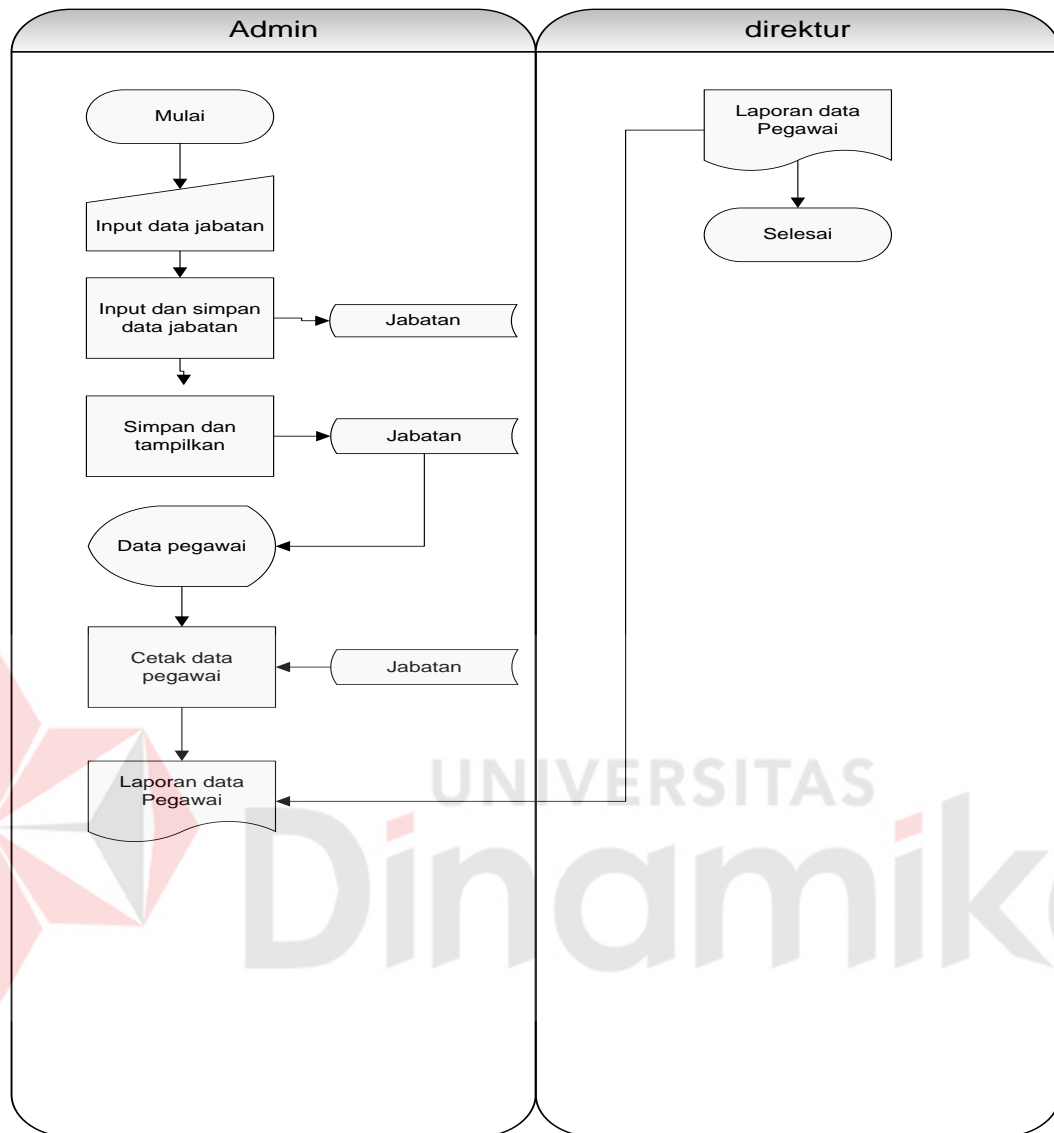 Admin
direktur
Mulai
Input data jabatan
Input dan simpan
data jabatan
Jabatan
Simpan dan
tampilkan
Jabatan
Data pegawai
Cetak data
pegawai
Jabatan
Laporan data
Pegawai
Laporan data
Pegawai
Selesai
UNIVERSITAS
Dinamika